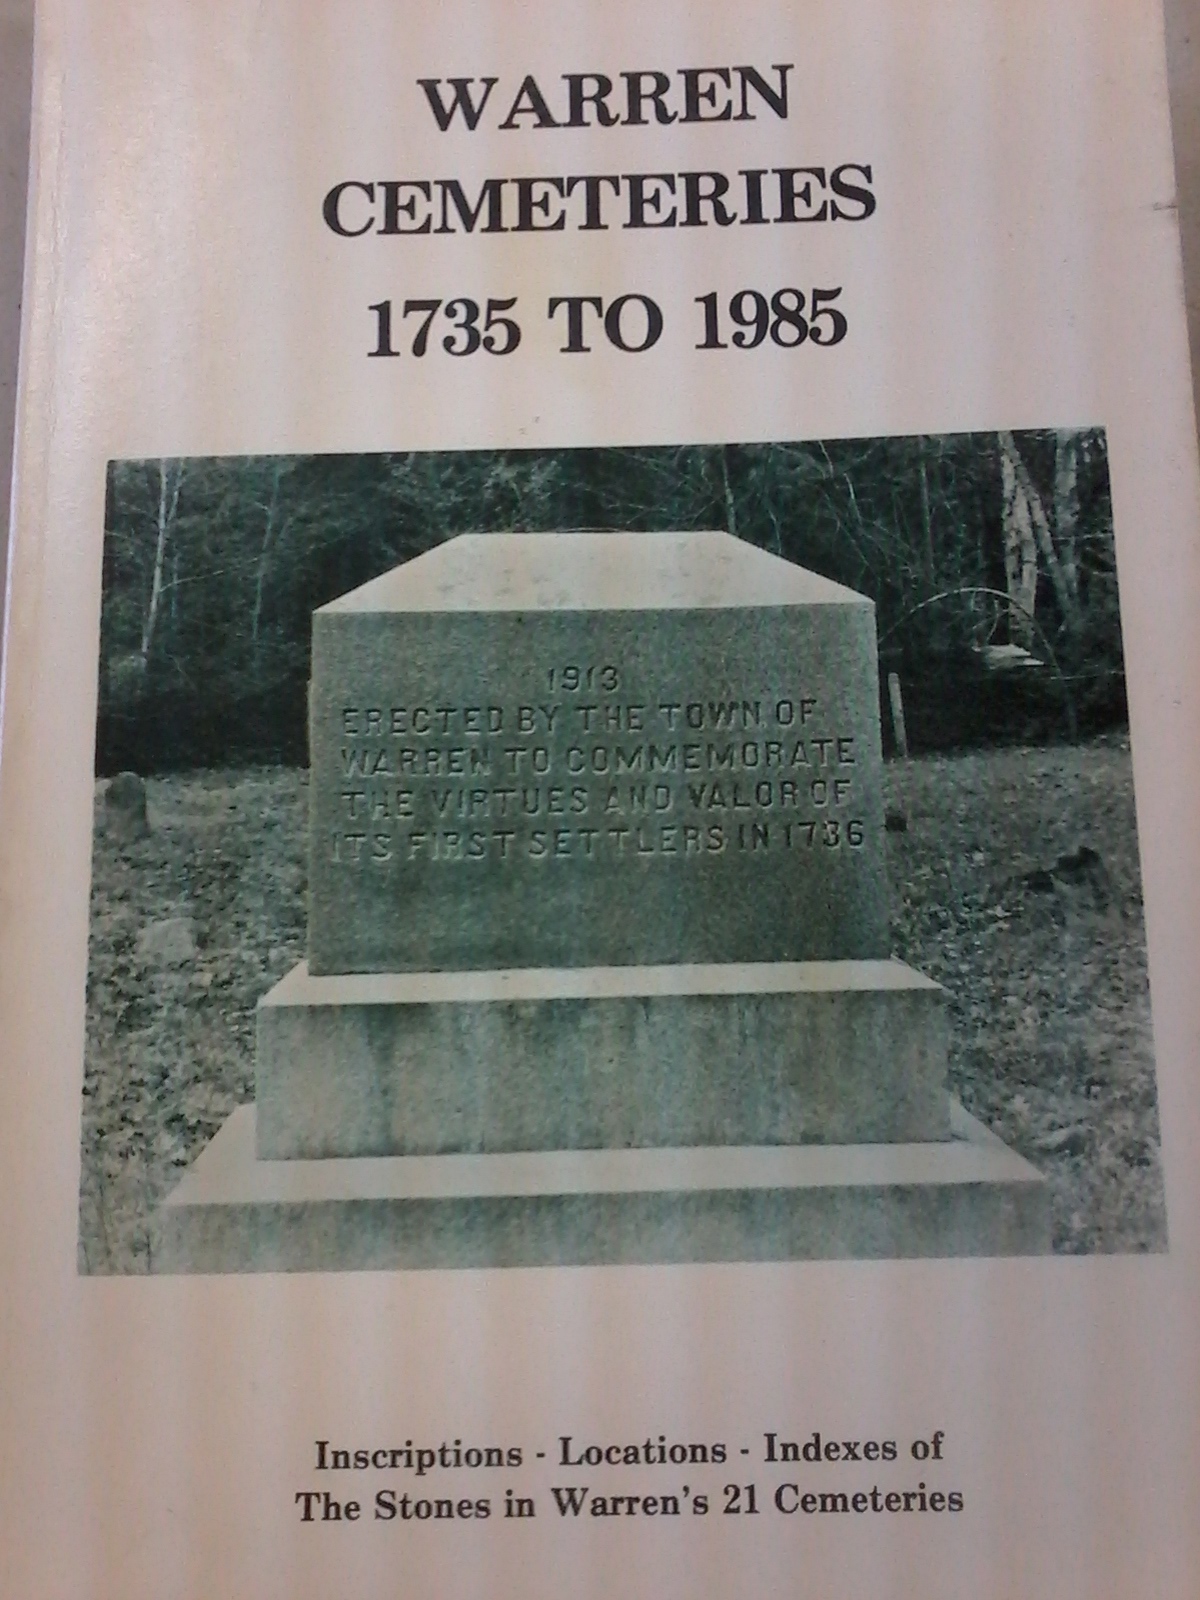 WARREN
CEMETERIES
1735 TO 1985
1913
ERECTED BY THE TOWN OF
WARREN TO COMMEMORATE
THE VIRTUES AND VALOR OF
ITS FIRST SETTLERS IN 1736
Inscriptions - Locations - Indexes of
The Stones in Warren's 21 Cemeteries